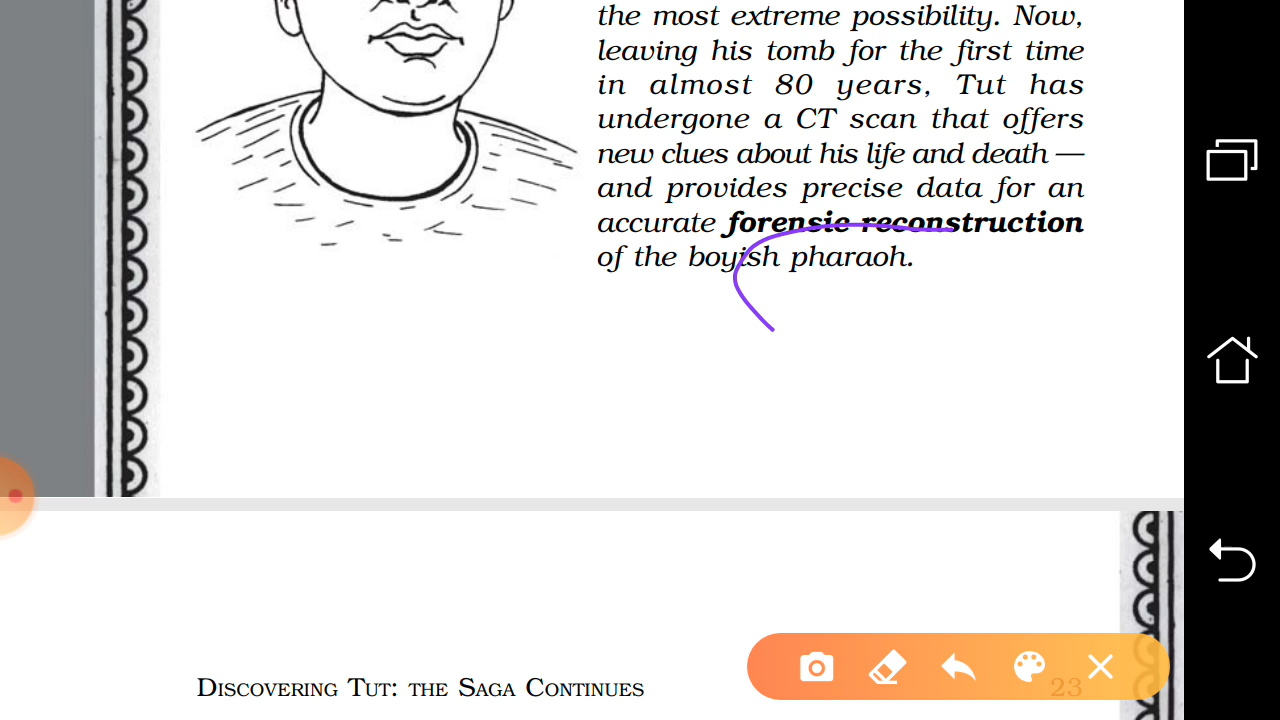 the most extreme possibility. Now,
leaving his tomb for the first time
in almost 80 years, Tut has
undergone a CT scan that offers
new clues about his life and death —
and provides precise data for an
accurate forensic reconstruction
of the boyish pharaoh.
DISCOVERING TUT: THE SAGA CONTINUES
23